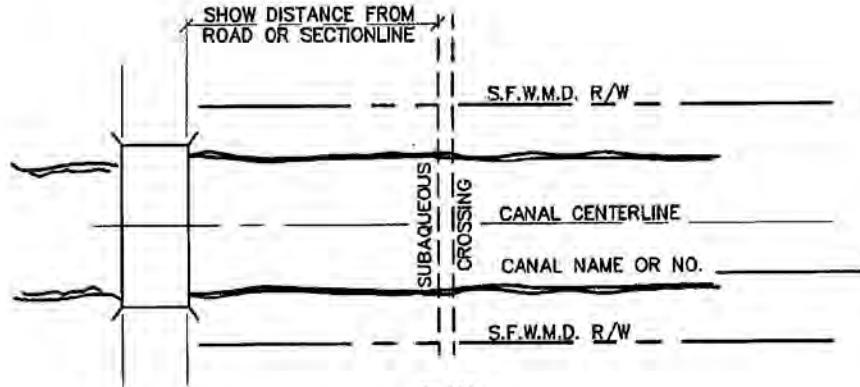 SHOW DISTANCE FROM
ROAD OR SECTIONLINE
S.F.W.M.D. R/W
SUBAQUEOUS
CROSSING
CANAL CENTERLINE
CANAL NAME OR NO.
S.F.W.M.D. R/W